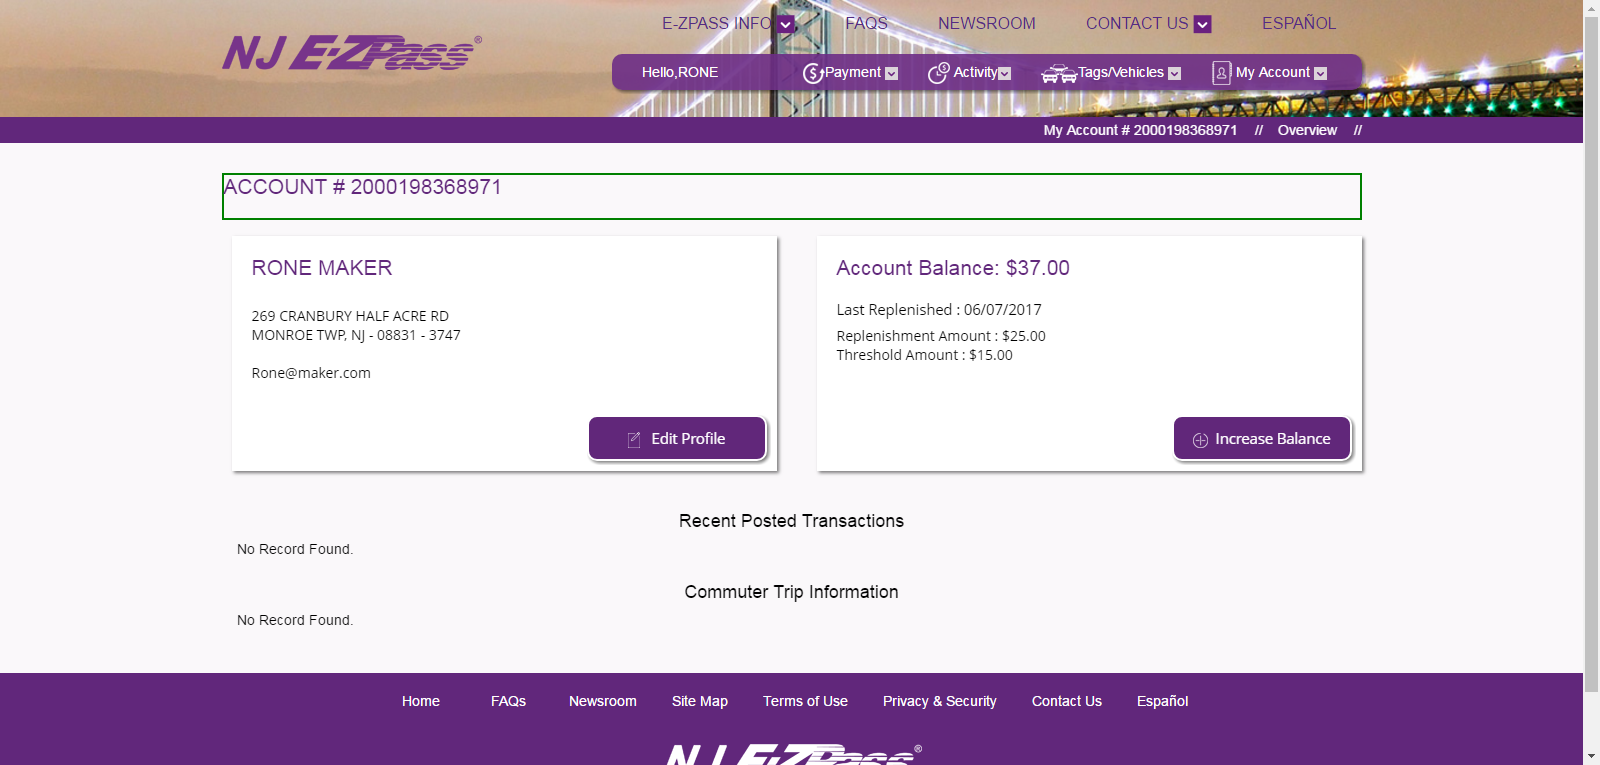 E-ZPASS INFO FAQS NEWSROOM CONTACT US ESPAÑOL
NJ E-ZPass®
Hello,RONE Payment Activity Tags/Vehicles My Account
My Account # 2000198368971 // Overview //
ACCOUNT # 2000198368971
RONE MAKER
269 CRANBURY HALF ACRE RD
MONROE TWP, NJ - 08831 - 3747
Rone@maker.com
Edit Profile
Account Balance: $37.00
Last Replenished : 06/07/2017
Replenishment Amount : $25.00
Threshold Amount : $15.00
Increase Balance
Recent Posted Transactions
No Record Found.
Commuter Trip Information
No Record Found.
Home FAQs Newsroom Site Map Terms of Use Privacy & Security Contact Us Español
NJ E-ZPass®